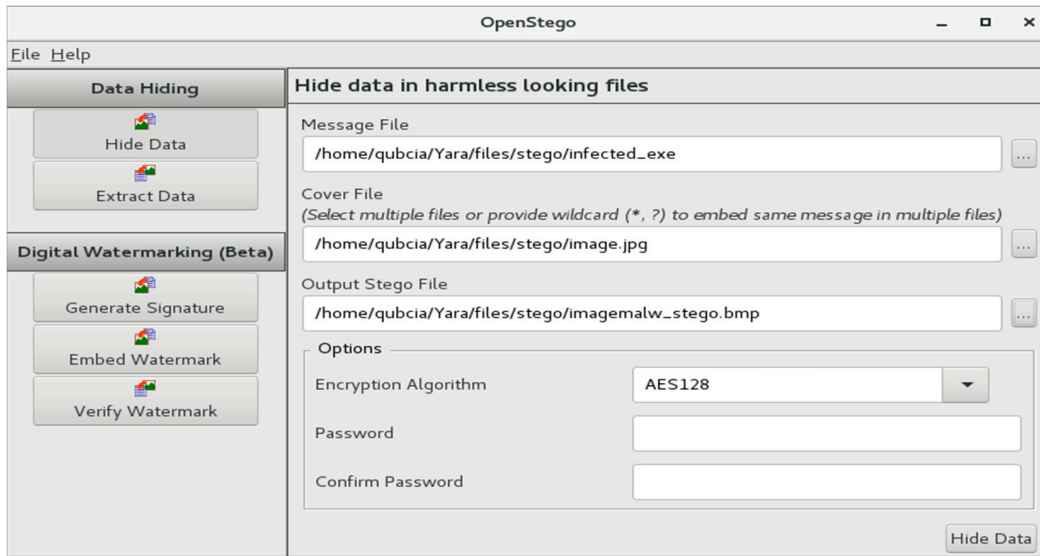 OpenStego
File Help
Data Hiding
Hide Data
Extract Data
Digital Watermarking (Beta)
Generate Signature
Embed Watermark
Verify Watermark
Hide data in harmless looking files
Message File
/home/qubcia/Yara/files/stego/infected_exe
...
Cover File
(Select multiple files or provide wildcard (*, ?) to embed same message in multiple files)
/home/qubcia/Yara/files/stego/image.jpg
...
Output Stego File
/home/qubcia/Yara/files/stego/imagemalw_stego.bmp
...
Options
Encryption Algorithm
AES128
Password
Confirm Password
Hide Data